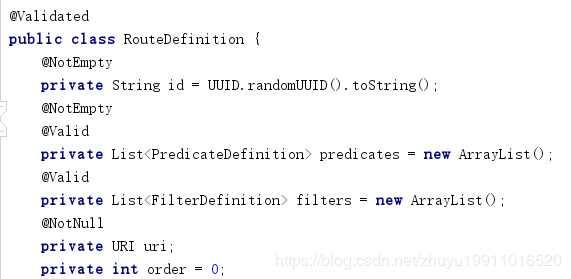 @Validated
public class RouteDefinition {
@NotEmpty
private String id = UUID.randomUUID().toString();
@NotEmpty
@Valid
private List<PredicateDefinition> predicates = new ArrayList();
@Valid
private List<FilterDefinition> filters = new ArrayList();
@NotNull
private URI uri;
private int order = 0;
https://blog.csdn.net/zhuyu19911016520